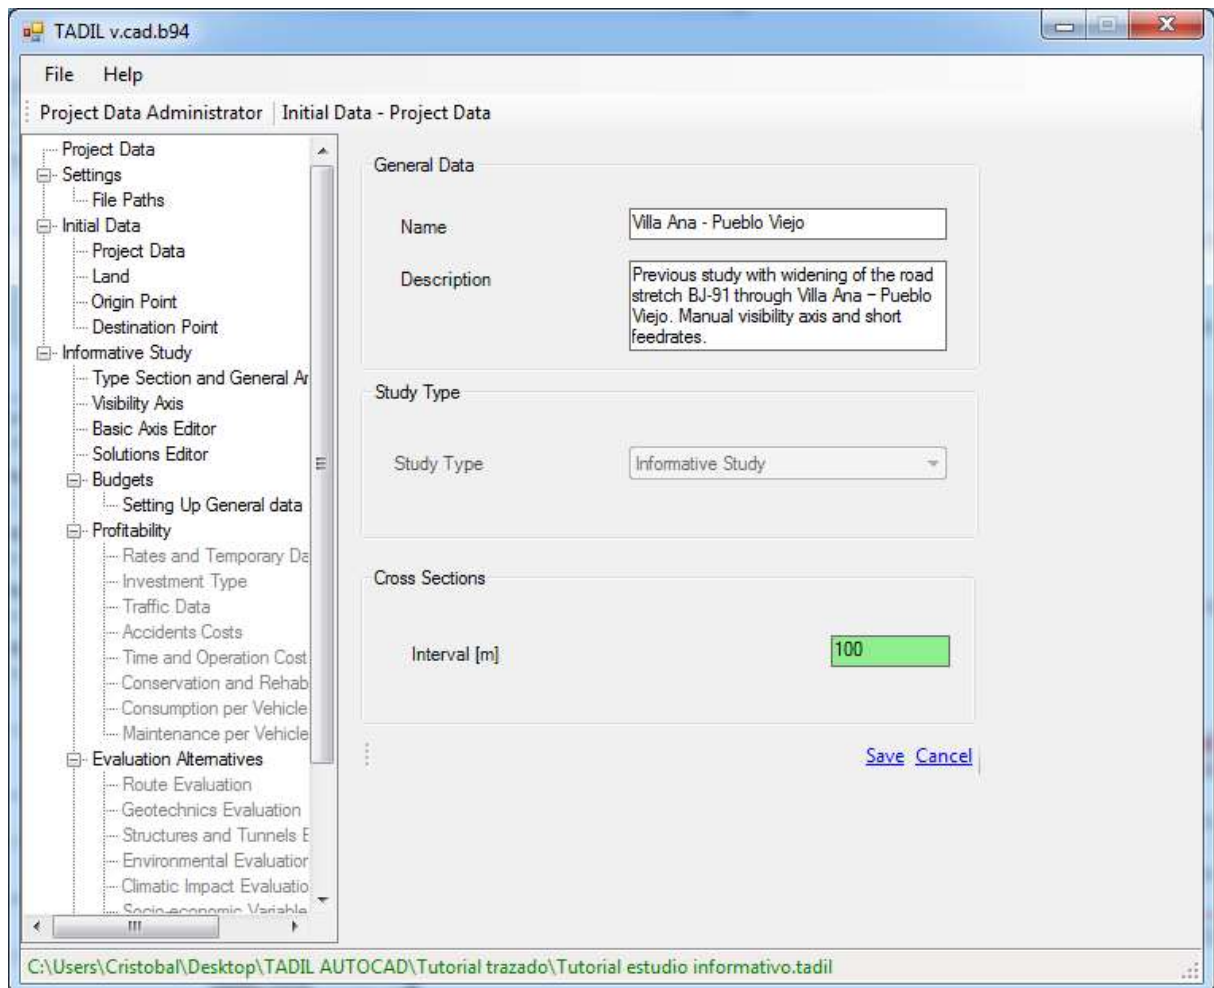 TADIL v.cad.b94
File Help
Project Data Administrator Initial Data - Project Data
Project Data
Settings
File Paths
Initial Data
Project Data
Land
Origin Point
Destination Point
Informative Study
Type Section and General Ar
Visibility Axis
Basic Axis Editor
Solutions Editor
Budgets
Setting Up General data
Profitability
Rates and Temporary Da
Investment Type
Traffic Data
Accidents Costs
Time and Operation Cost
Conservation and Rehab
Consumption per Vehicle
Maintenance per Vehicle
Evaluation Alternatives
Route Evaluation
Geotechnics Evaluation
Structures and Tunnels E
Environmental Evaluation
Climatic Impact Evaluatio
Socio-economic Variable
General Data
Name Villa Ana - Pueblo Viejo
Description Previous study with widening of the road
stretch BJ-91 through Villa Ana – Pueblo
Viejo. Manual visibility axis and short
feedrates.
Study Type
Study Type Informative Study
Cross Sections
Interval [m] 100
Save Cancel
C:\Users\Cristobal\Desktop\TADIL AUTOCAD\Tutorial trazado\Tutorial estudio informativo.tadil